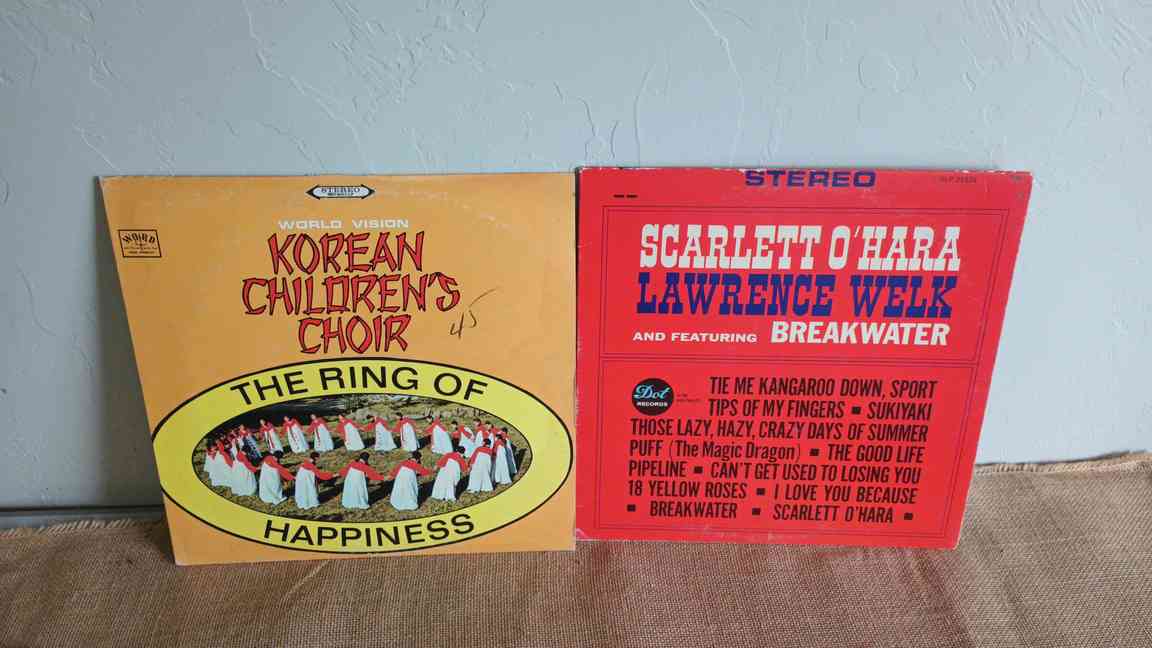 STEREO
WORLD VISION
WORD
KOREAN
CHILDREN'S
CHOIR
45
THE RING OF
HAPPINESS
STEREO
SCARLETT O'HARA
LAWRENCE WELK
AND FEATURING BREAKWATER
Dot
RECORDS
TIE ME KANGAROO DOWN, SPORT
TIPS OF MY FINGERS ■ SUKIYAKI
THOSE LAZY, HAZY, CRAZY DAYS OF SUMMER
PUFF (The Magic Dragon) ■ THE GOOD LIFE
PIPELINE ■ CAN'T GET USED TO LOSING YOU
18 YELLOW ROSES ■ I LOVE YOU BECAUSE
■ BREAKWATER ■ SCARLETT O'HARA ■